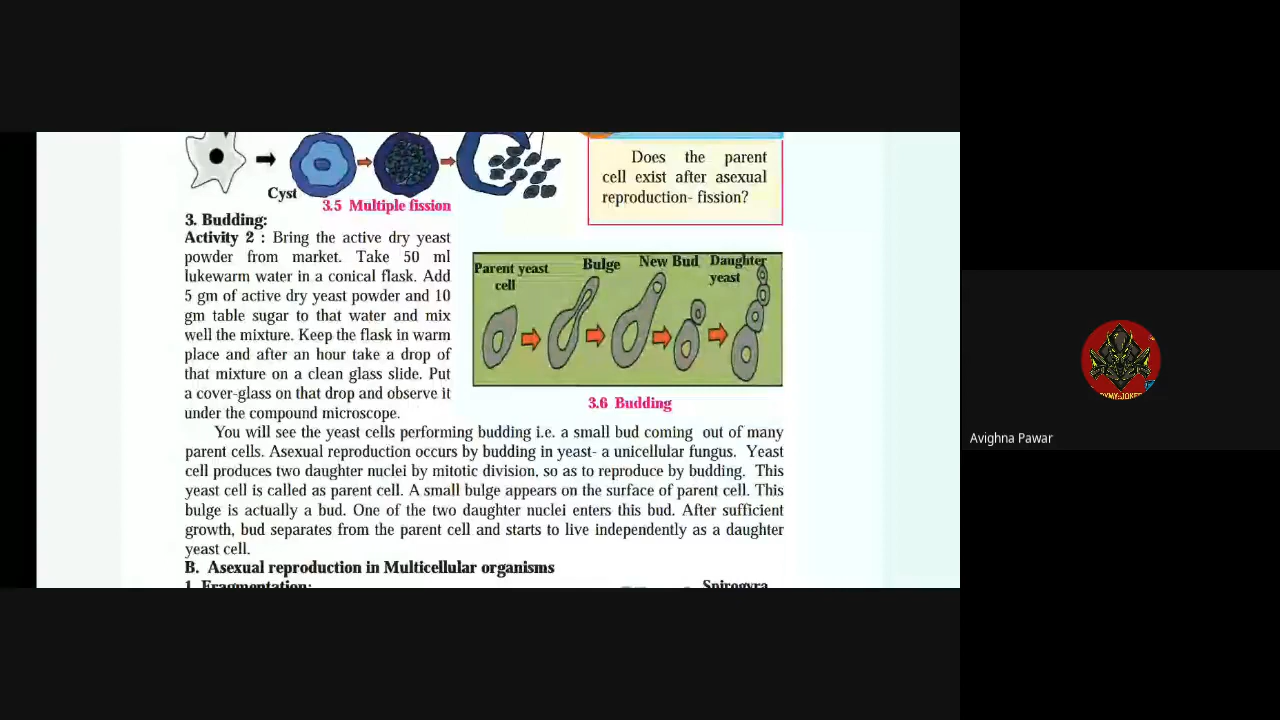 Cyst
3.5 Multiple fission
Does the parent
cell exist after asexual
reproduction- fission?
3. Budding:
Activity 2 : Bring the active dry yeast
powder from market. Take 50 ml
lukewarm water in a conical flask. Add
5 gm of active dry yeast powder and 10
gm table sugar to that water and mix
well the mixture. Keep the flask in warm
place and after an hour take a drop of
that mixture on a clean glass slide. Put
a cover-glass on that drop and observe it
under the compound microscope.
Parent yeast
cell
Bulge
New Bud
Daughter
yeast
3.6 Budding
You will see the yeast cells performing budding i.e. a small bud coming out of many
parent cells. Asexual reproduction occurs by budding in yeast- a unicellular fungus. Yeast
cell produces two daughter nuclei by mitotic division, so as to reproduce by budding. This
yeast cell is called as parent cell. A small bulge appears on the surface of parent cell. This
bulge is actually a bud. One of the two daughter nuclei enters this bud. After sufficient
growth, bud separates from the parent cell and starts to live independently as a daughter
yeast cell.
B. Asexual reproduction in Multicellular organisms
1. Fragmentation:
Spirogyra
Avighna Pawar